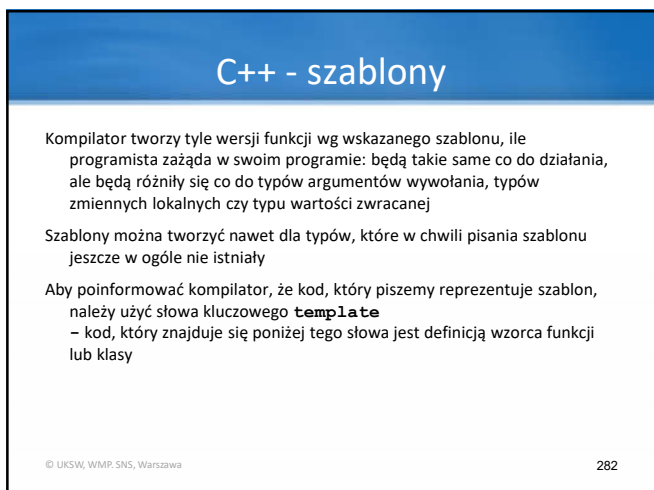 C++ - szablony
Kompilator tworzy tyle wersji funkcji wg wskazanego szablonu, ile
programista zażąda w swoim programie: będą takie same co do działania,
ale będą różniły się co do typów argumentów wywołania, typów
zmiennych lokalnych czy typu wartości zwracanej
Szablony można tworzyć nawet dla typów, które w chwili pisania szablonu
jeszcze w ogóle nie istniały
Aby poinformować kompilator, że kod, który piszemy reprezentuje szablon,
należy użyć słowa kluczowego template
– kod, który znajduje się poniżej tego słowa jest definicją wzorca funkcji
lub klasy
© UKSW, WMP. SNS, Warszawa
282